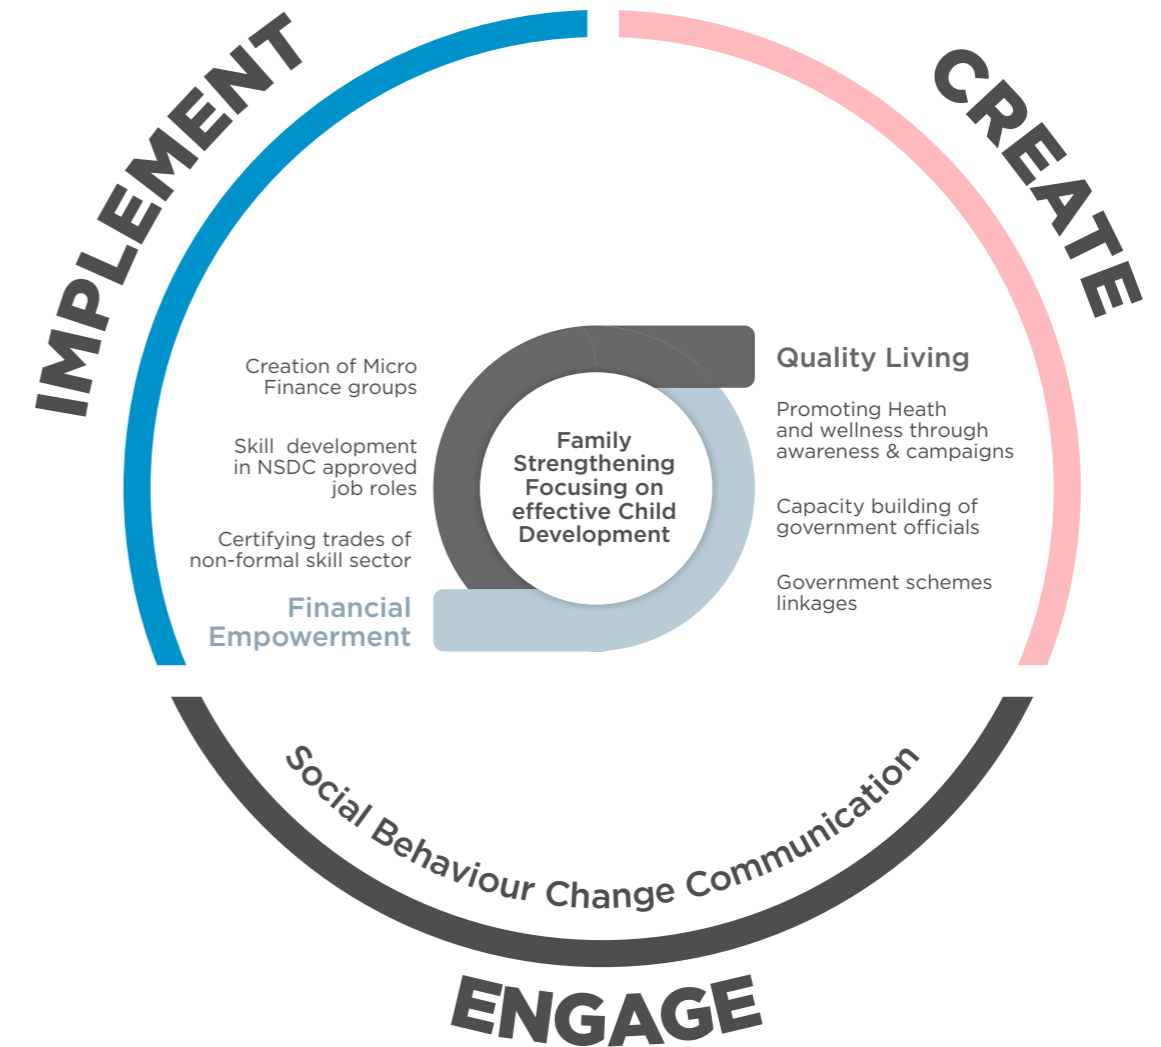 IMPLEMENT
CREATE
Creation of Micro
Finance groups
Skill development
in NSDC approved
job roles
Certifying trades of
non-formal skill sector
Financial
Empowerment
Family
Strengthening
Focusing on
effective Child
Development
Quality Living
Promoting Heath
and wellness through
awareness & campaigns
Capacity building of
government officials
Government schemes
linkages
Social Behaviour Change Communication
ENGAGE